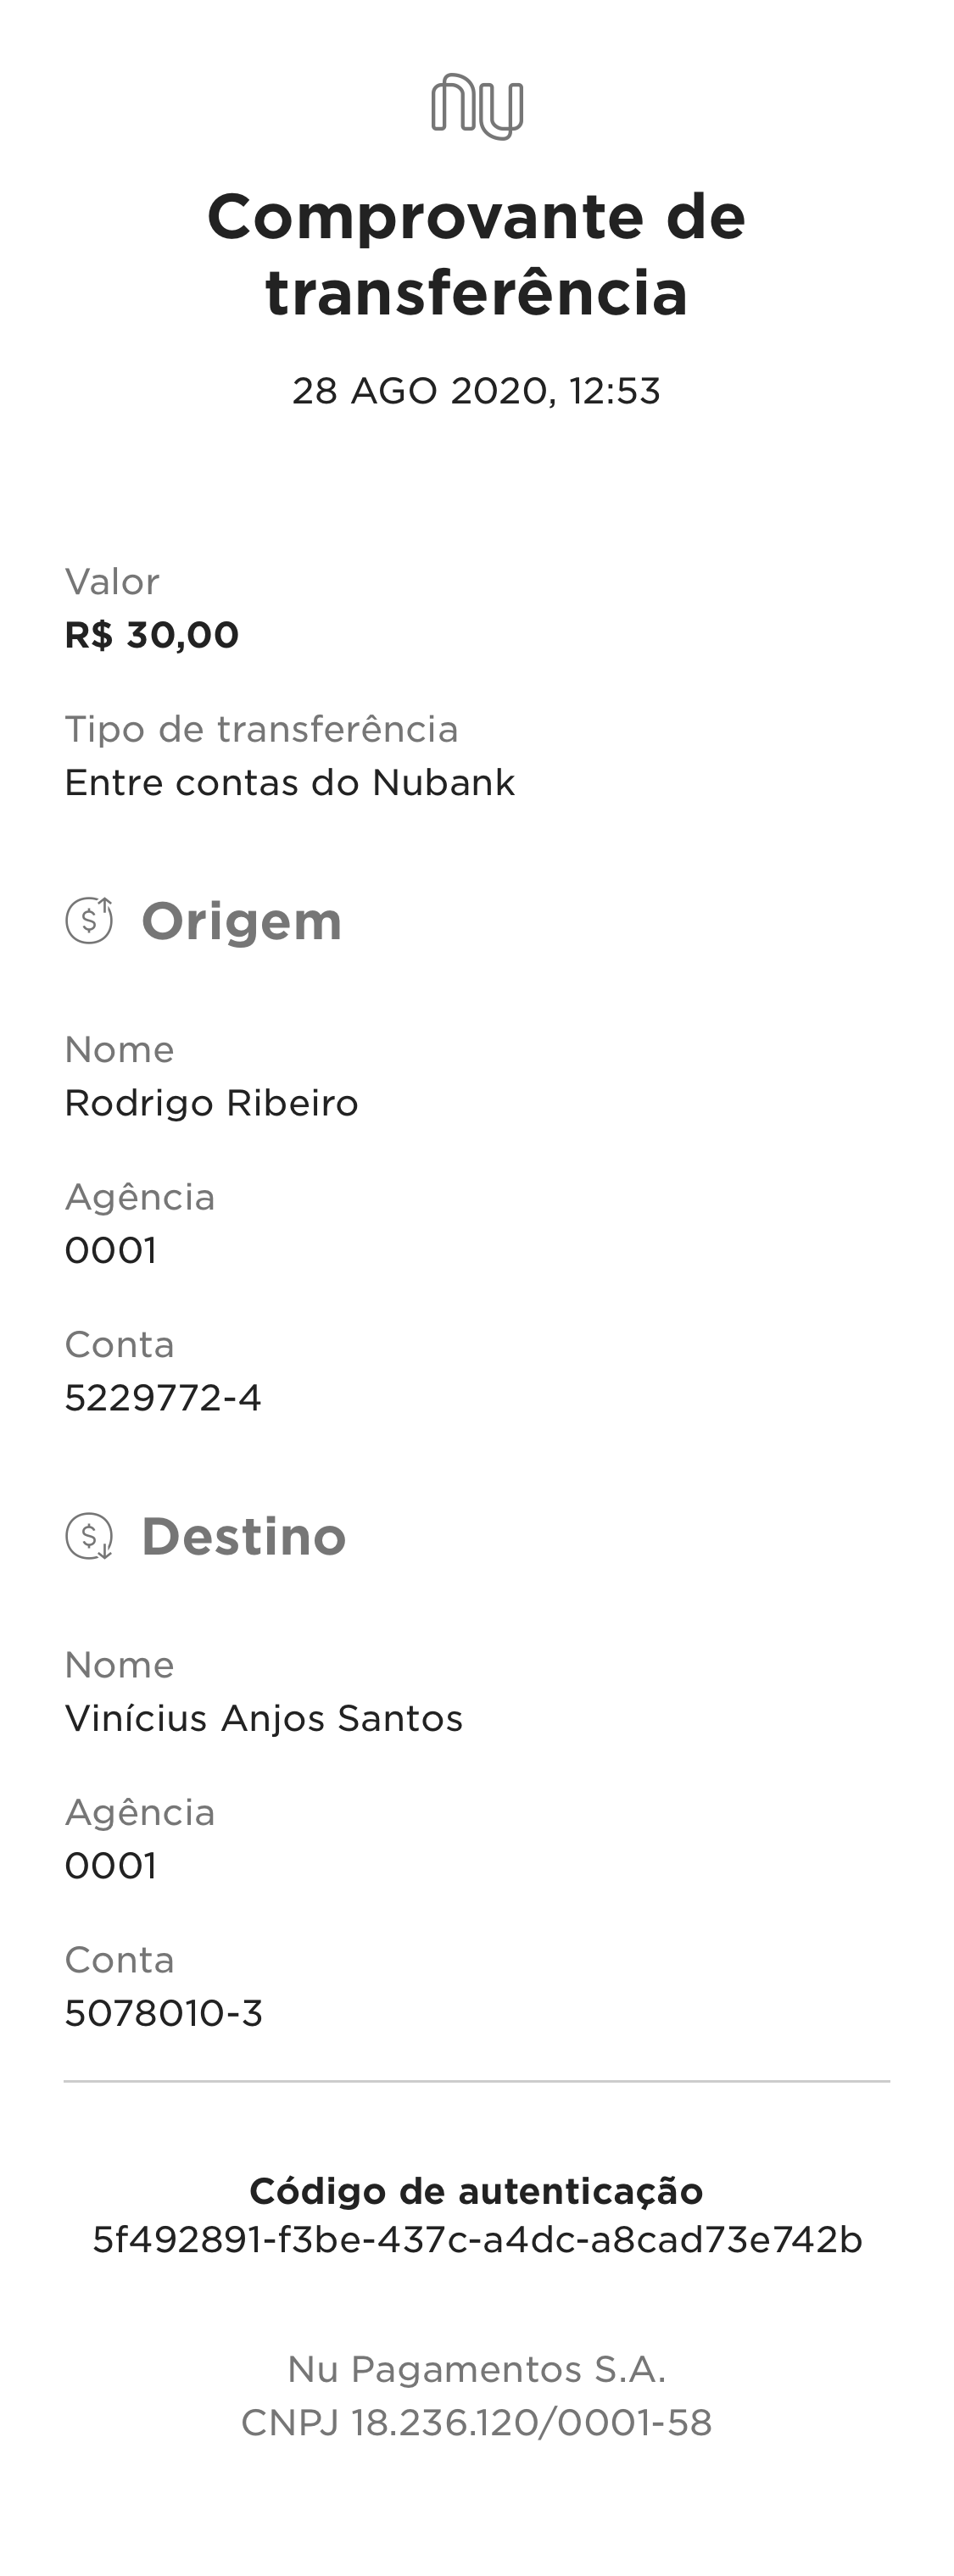 nu
Comprovante de
transferência
28 AGO 2020, 12:53
Valor
R$ 30,00
Tipo de transferência
Entre contas do Nubank
Origem
Nome
Rodrigo Ribeiro
Agência
0001
Conta
5229772-4
Destino
Nome
Vinícius Anjos Santos
Agência
0001
Conta
5078010-3
Código de autenticação
5f492891-f3be-437c-a4dc-a8cad73e742b
Nu Pagamentos S.A.
CNPJ 18.236.120/0001-58